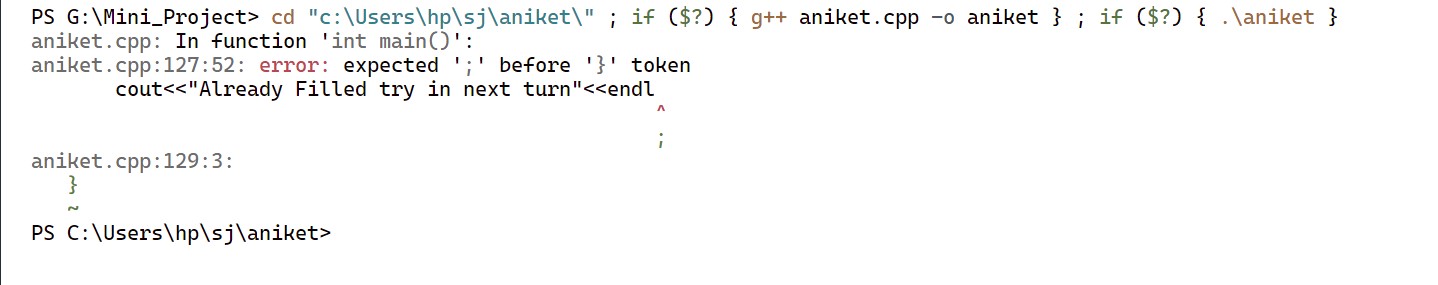 PS G:\Mini_Project> cd "c:\Users\hp\sj\aniket\" ; if ($?) { g++ aniket.cpp -o aniket } ; if ($?) { .\aniket }
aniket.cpp: In function 'int main()':
aniket.cpp:127:52: error: expected ';' before '}' token
cout<<"Already Filled try in next turn"<<endl
^
;
aniket.cpp:129:3:
}
~
PS C:\Users\hp\sj\aniket>